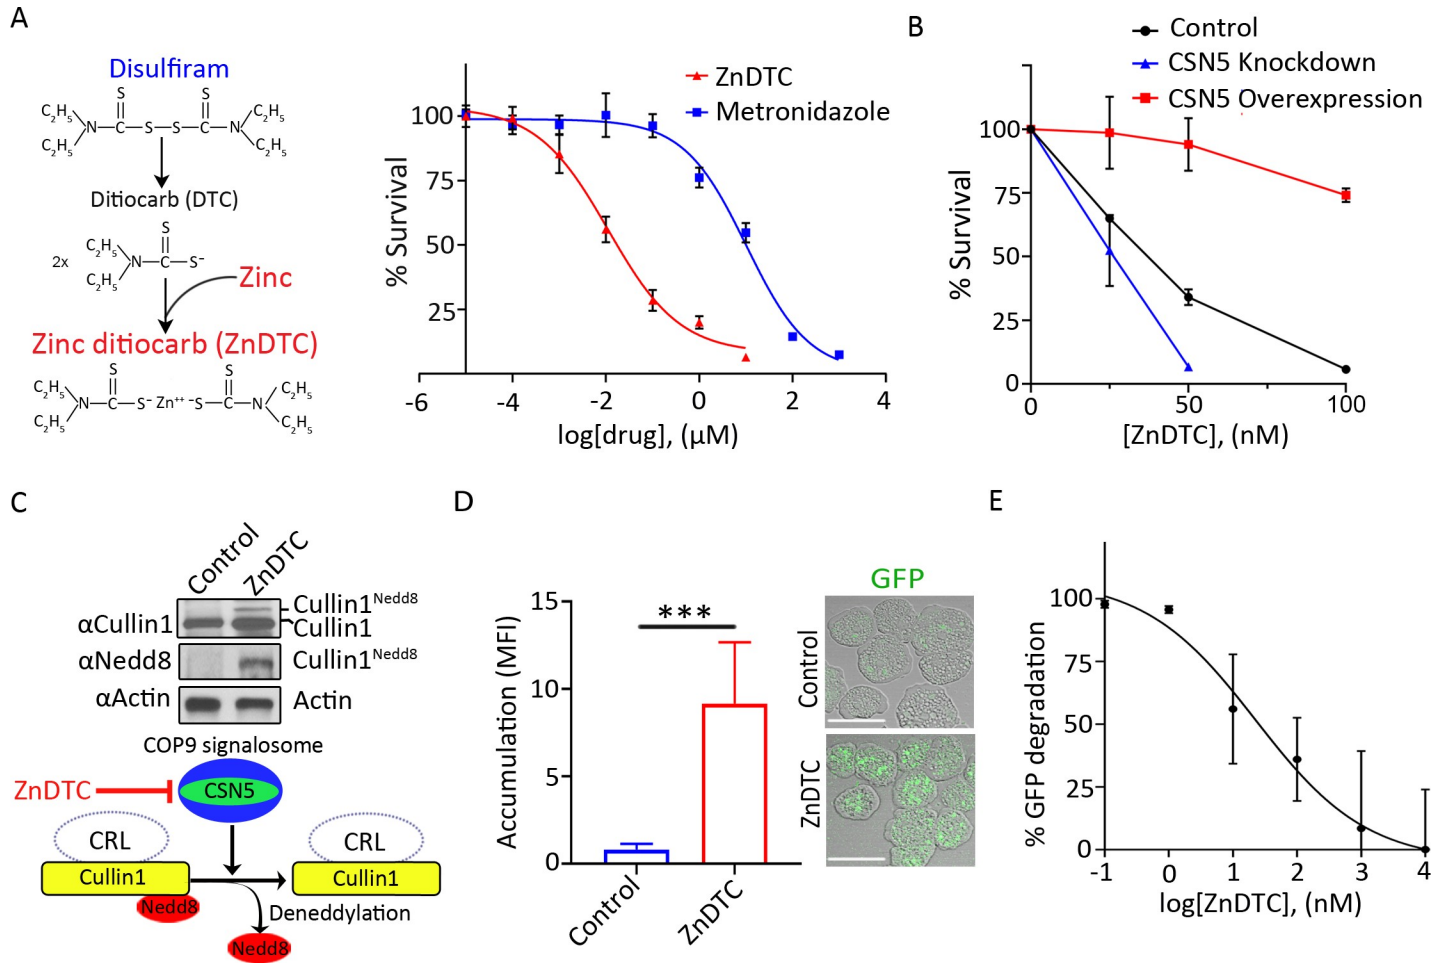 A
Disulfiram
C₂H₅
C₂H₅
N
C
S
S
S
C
S
N
C₂H₅
C₂H₅
Ditiocarb (DTC)
2x
C₂H₅
C₂H₅
N
C
S
S⁻
Zinc
Zinc ditiocarb (ZnDTC)
C₂H₅
C₂H₅
N
C
S
S⁻ Zn⁺⁺ ⁻S
C
S
N
C₂H₅
C₂H₅
ZnDTC
Metronidazole
% Survival
100
75
50
25
-6 -4 -2 0 2 4
log[drug], (µM)
B
Control
CSN5 Knockdown
CSN5 Overexpression
% Survival
100
75
50
25
0
0 50 100
[ZnDTC], (nM)
C
Control
ZnDTC
αCullin1
Cullin1ᴺᵉᵈᵈ⁸
Cullin1
αNedd8
Cullin1ᴺᵉᵈᵈ⁸
αActin
Actin
COP9 signalosome
ZnDTC
CSN5
CRL
CRL
Cullin1
Cullin1
Nedd8
Deneddylation
Nedd8
D
Accumulation (MFI)
15
10
5
0
***
Control
ZnDTC
GFP
Control
ZnDTC
E
% GFP degradation
100
75
50
25
0
-1 0 1 2 3 4
log[ZnDTC], (nM)